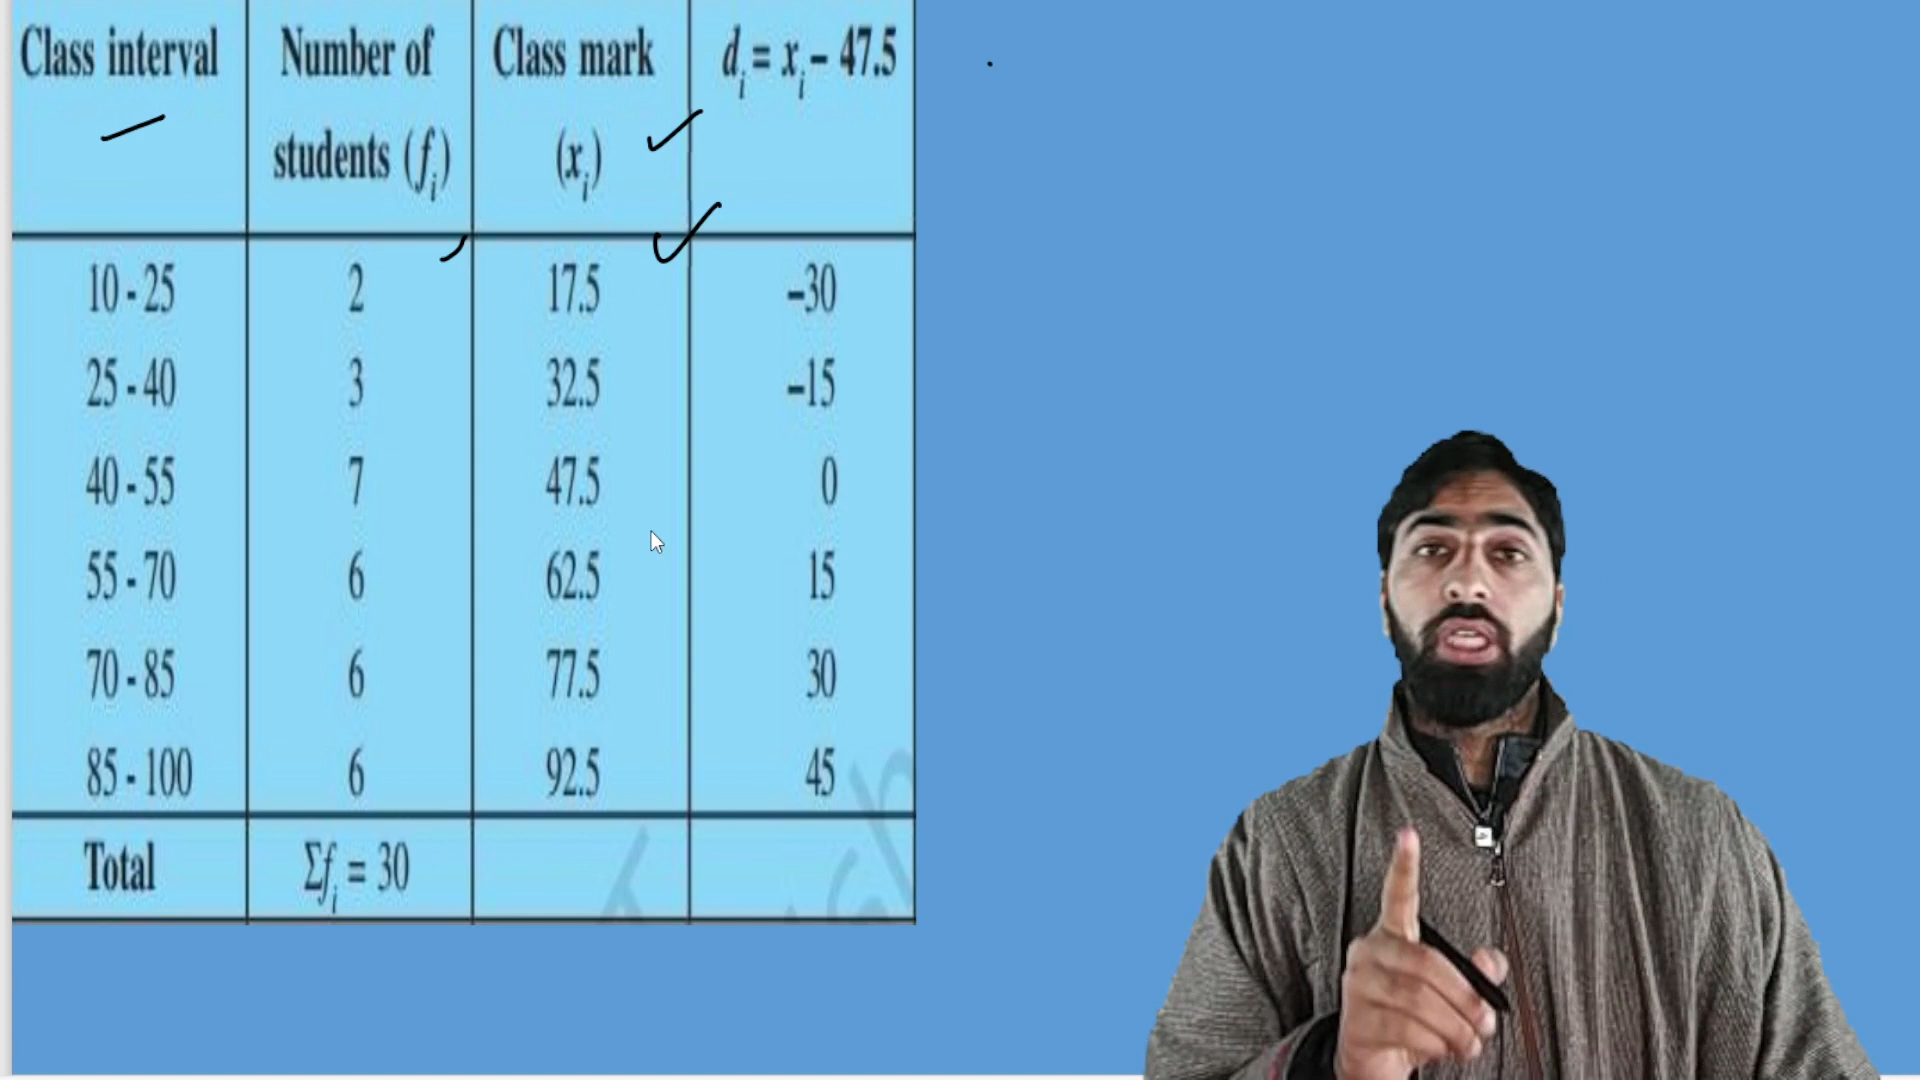 Class interval Number of students (fi) Class mark (xi) di = xi – 47.5
10 - 25 2 17.5 –30
25 - 40 3 32.5 –15
40 - 55 7 47.5 0
55 - 70 6 62.5 15
70 - 85 6 77.5 30
85 - 100 6 92.5 45
Total Σfi = 30